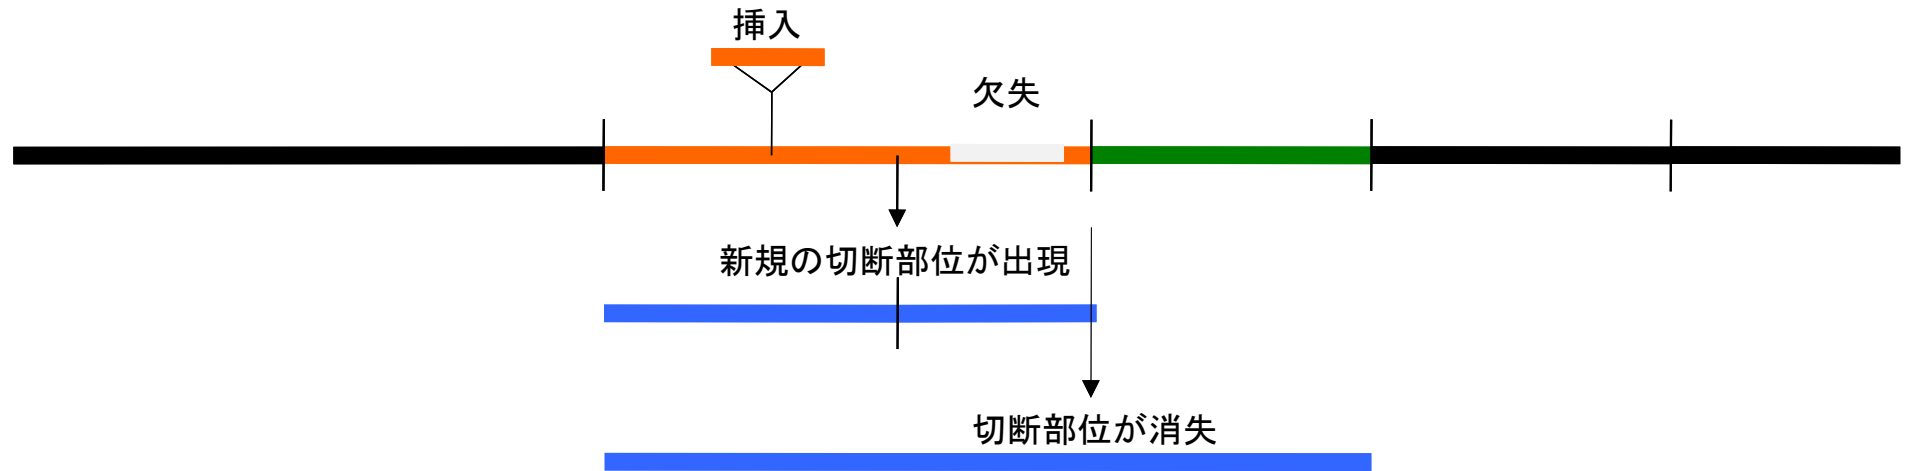 挿入
欠失
新規の切断部位が出現
切断部位が消失